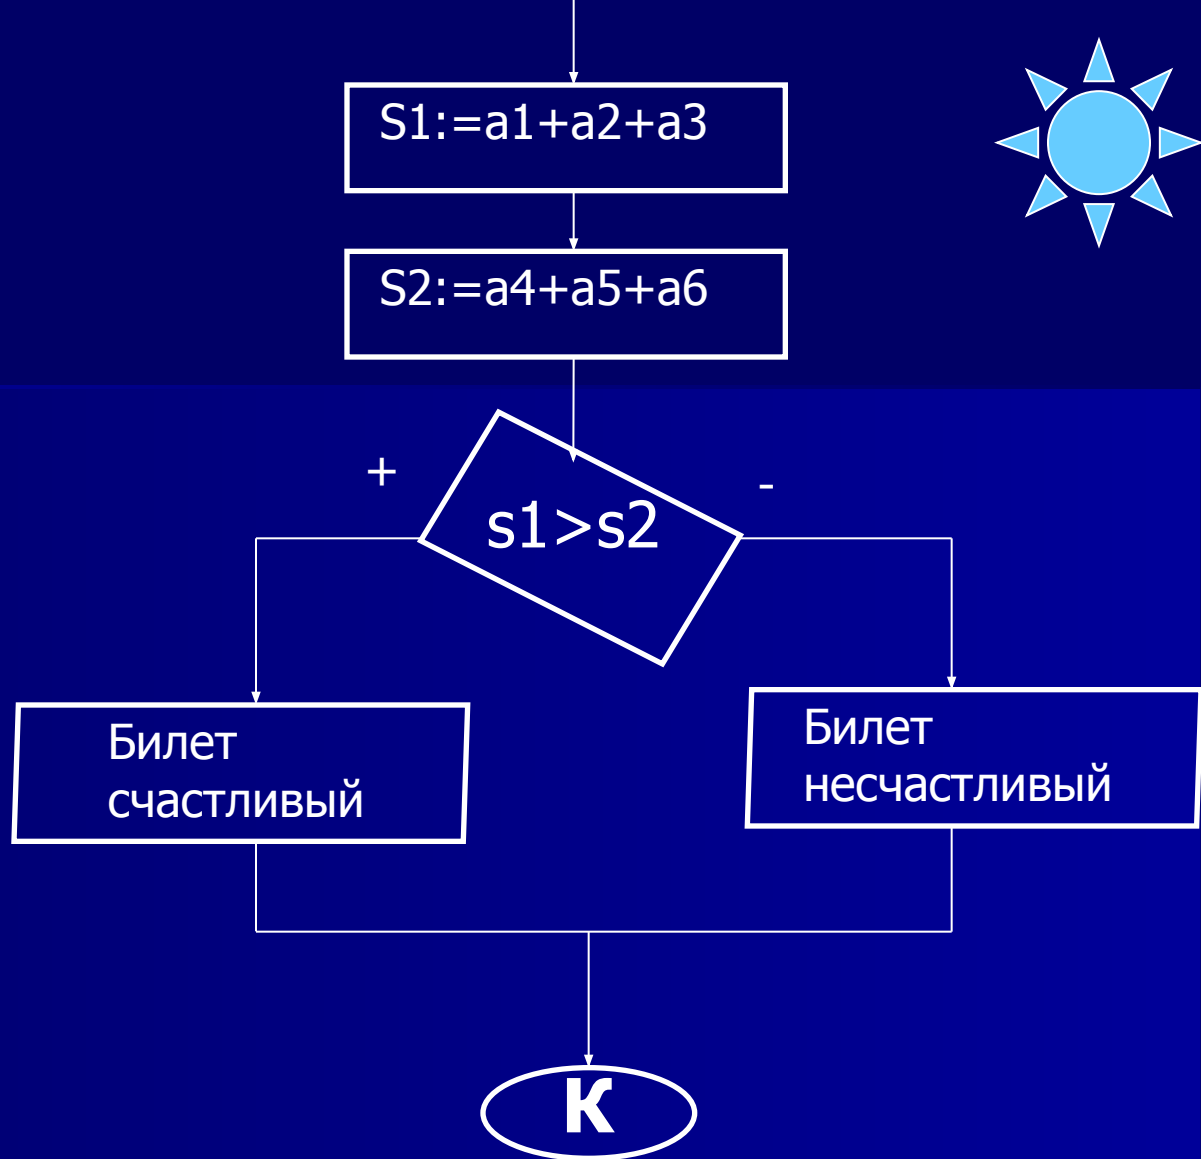 S1:=a1+a2+a3
S2:=a4+a5+a6
+
-
s1>s2
Билет
счастливый
Билет
несчастливый
К